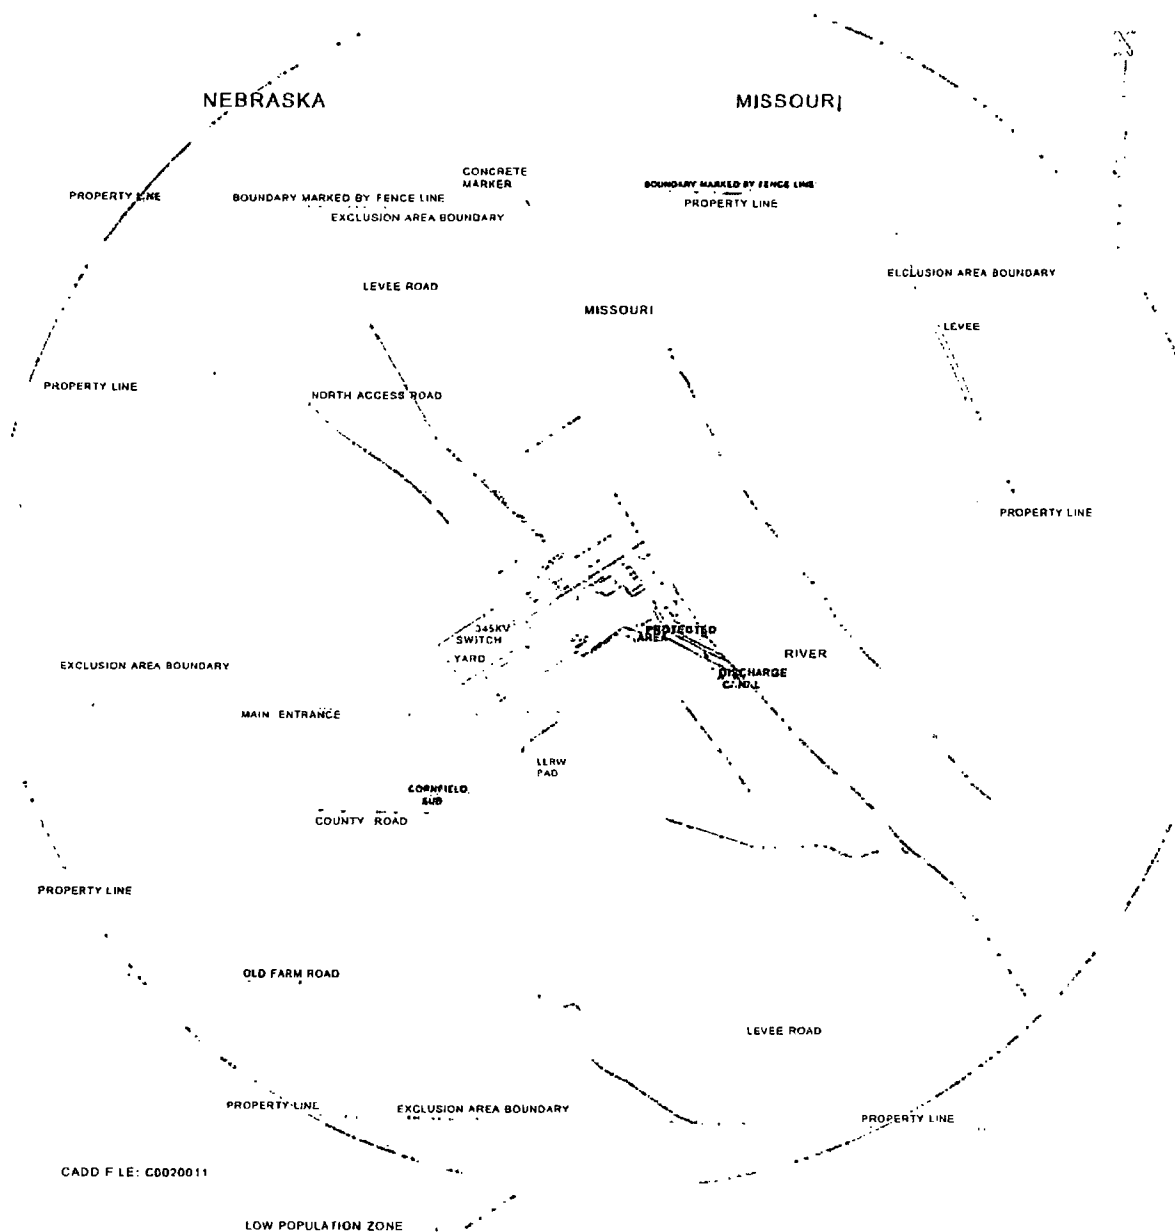 NEBRASKA
MISSOURI
CONCRETE
MARKER
PROPERTY LINE
BOUNDARY MARKED BY FENCE LINE
EXCLUSION AREA BOUNDARY
BOUNDARY MARKED BY FENCE LINE
PROPERTY LINE
ELCLUSION AREA BOUNDARY
LEVEE ROAD
MISSOURI
LEVEE
PROPERTY LINE
NORTH ACCESS ROAD
PROPERTY LINE
345KV
SWITCH
YARD
PROTECTED
AREA
RIVER
EXCLUSION AREA BOUNDARY
DISCHARGE
CANAL
MAIN ENTRANCE
LLRW
PAD
CORNFIELD
SUB
COUNTY ROAD
PROPERTY LINE
OLD FARM ROAD
LEVEE ROAD
PROPERTY LINE
EXCLUSION AREA BOUNDARY
PROPERTY LINE
CADD F LE: C0020011
LOW POPULATION ZONE